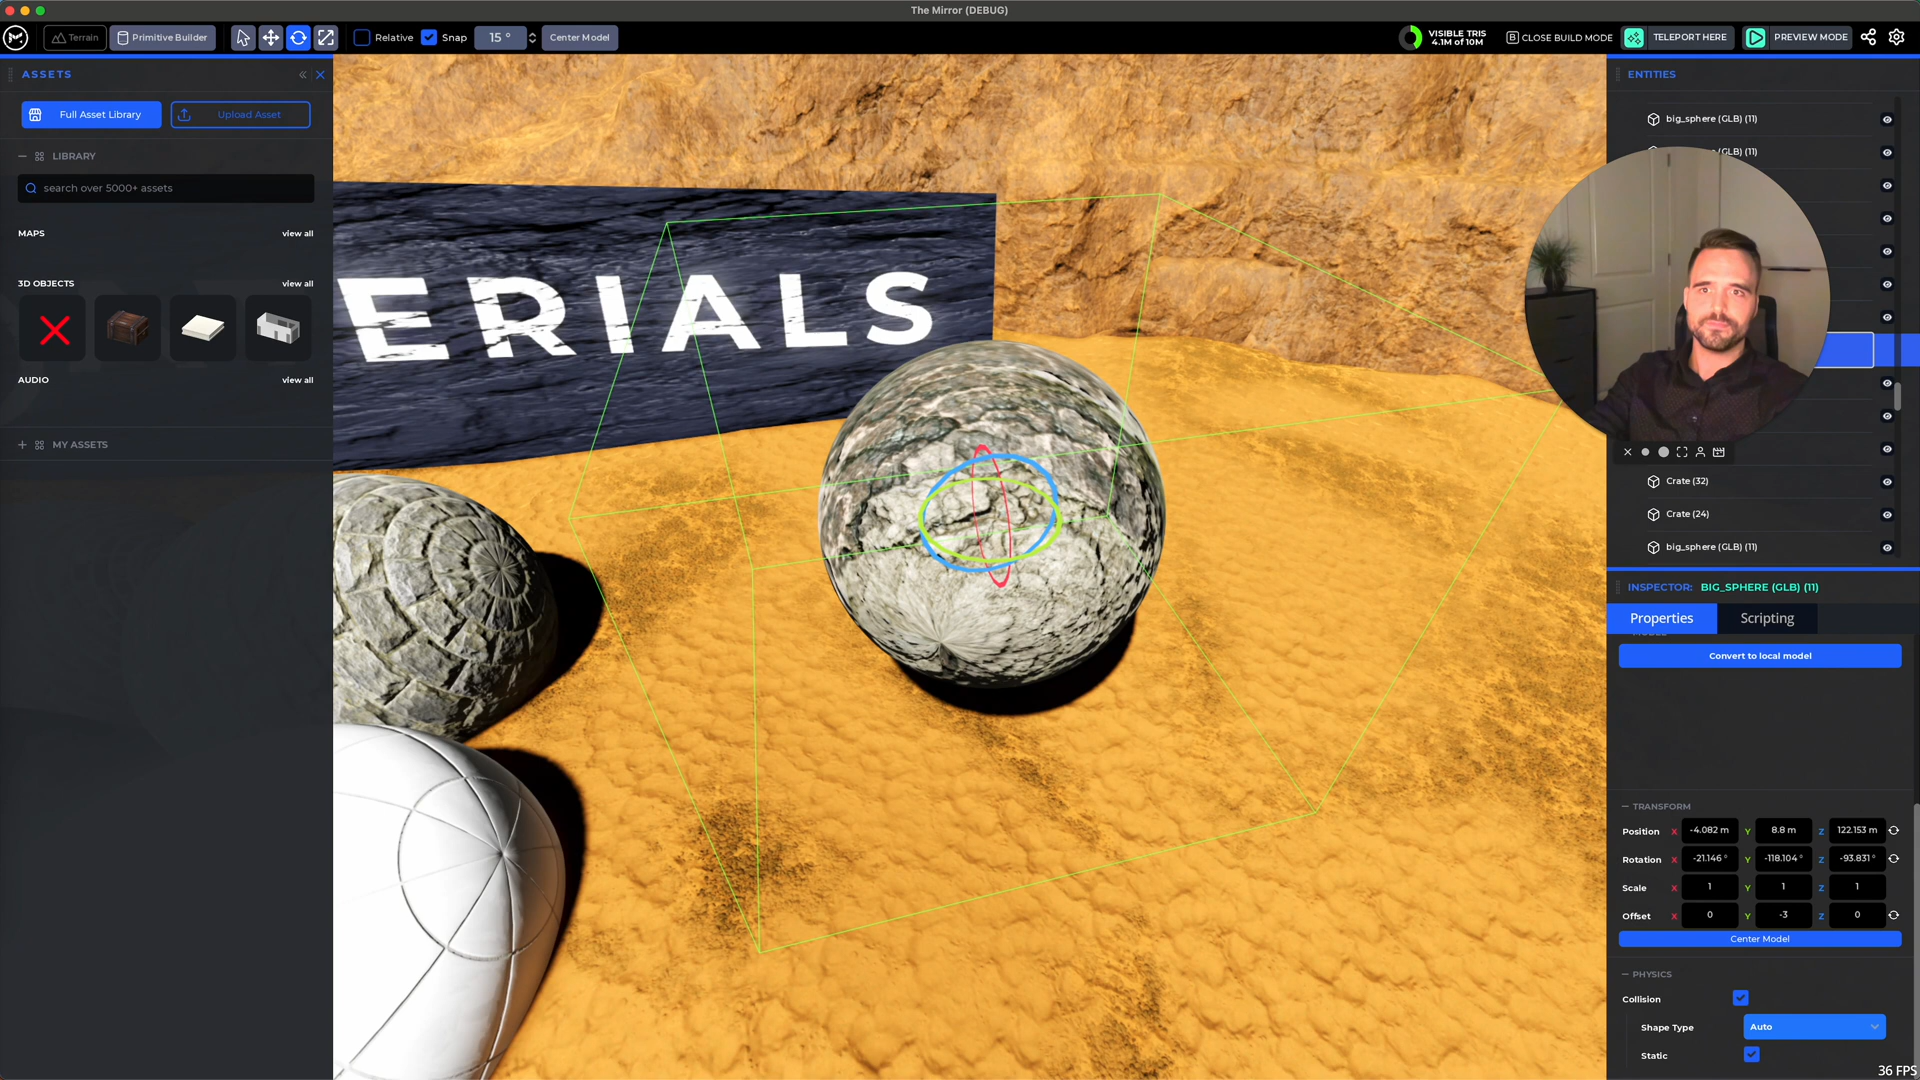 The Mirror (DEBUG)
Terrain
Primitive Builder
Relative
Snap
15 °
Center Model
VISIBLE TRIS
4.1M of 10M
B CLOSE BUILD MODE
TELEPORT HERE
PREVIEW MODE
ASSETS
Full Asset Library
Upload Asset
LIBRARY
search over 5000+ assets
MAPS
view all
3D OBJECTS
view all
AUDIO
view all
MY ASSETS
ERIALS
ENTITIES
big_sphere (GLB) (11)
(GLB) (11)
Crate (32)
Crate (24)
big_sphere (GLB) (11)
INSPECTOR: BIG_SPHERE (GLB) (11)
Properties
Scripting
Convert to local model
TRANSFORM
Position X -4.082 m Y 8.8 m Z 122.153 m
Rotation X -21.146 ° Y -118.104 ° Z -93.831 °
Scale X 1 Y 1 Z 1
Offset X 0 Y -3 Z 0
Center Model
PHYSICS
Collision
Shape Type
Auto
Static
36 FPS